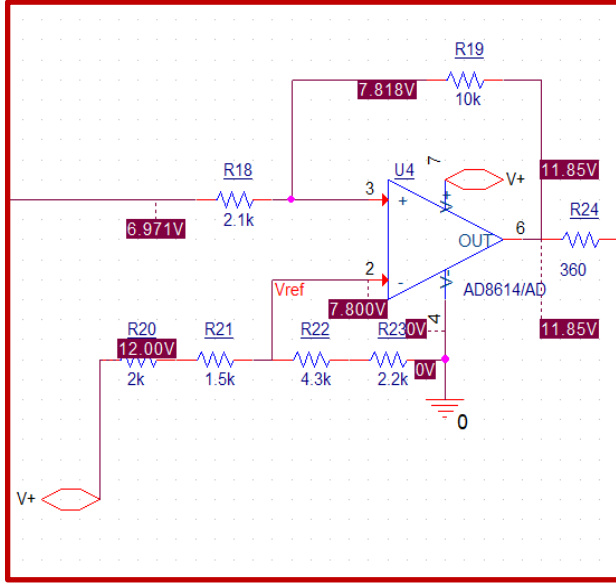 R19
7.818V
10k
R18
U4
7
V+
11.85V
3
+
V+
R24
2.1k
6.971V
OUT
6
2
-
V-
360
Vref
AD8614/AD
7.800V
4
R20
R21
R22
R23
0V
11.85V
12.00V
0V
2k
1.5k
4.3k
2.2k
0
V+